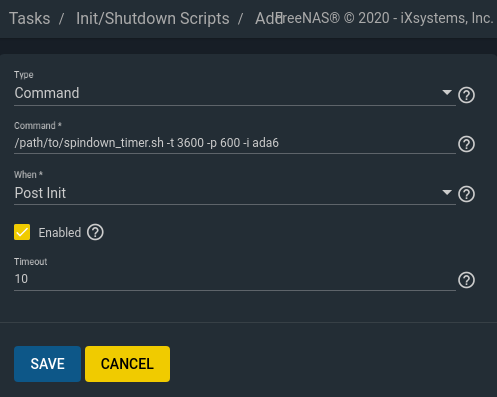 Tasks / Init/Shutdown Scripts / Add
FreeNAS® © 2020 - iXsystems, Inc.
Type
Command
Command *
/path/to/spindown_timer.sh -t 3600 -p 600 -i ada6
When *
Post Init
Enabled
Timeout
10
SAVE CANCEL